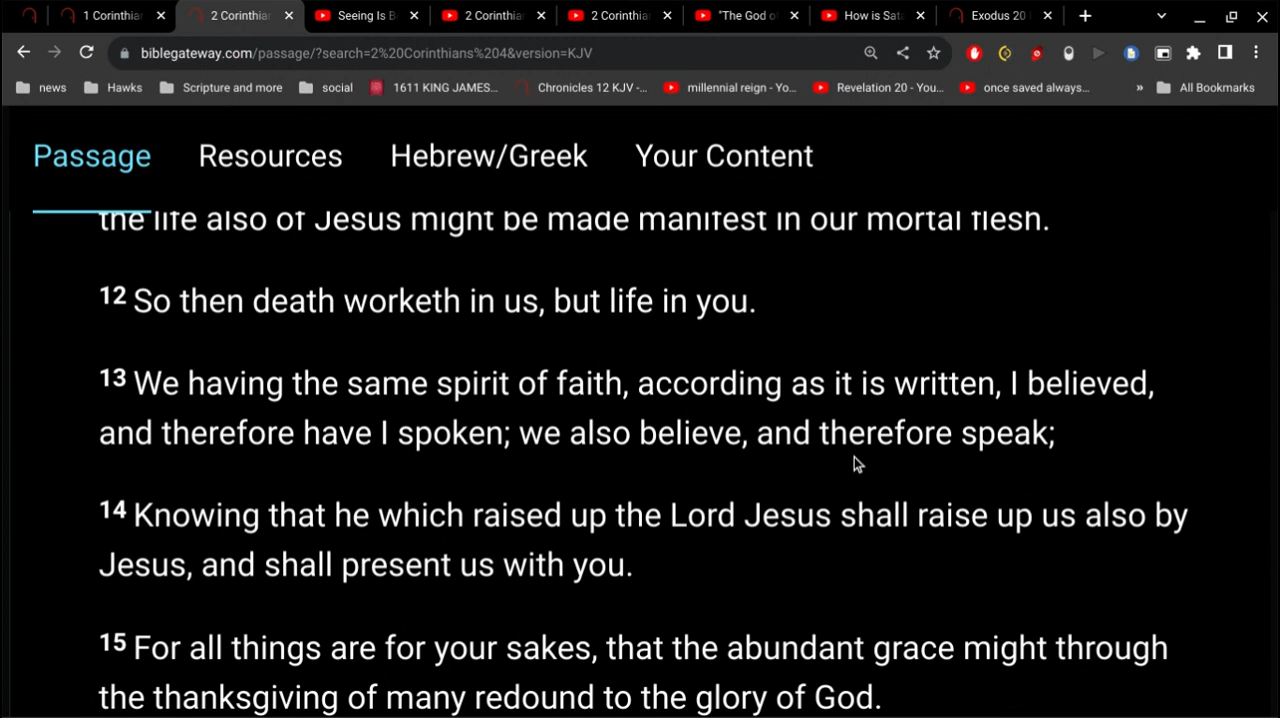 1 Corinthia
2 Corinthia
Seeing Is B
2 Corinthia
2 Corinthia
"The God o
How is Sata
Exodus 20
biblegateway.com/passage/?search=2%20Corinthians%204&version=KJV
news
Hawks
Scripture and more
social
1611 KING JAMES...
Chronicles 12 KJV -...
millennial reign - Yo...
Revelation 20 - You...
once saved always...
»
All Bookmarks
Passage
Resources
Hebrew/Greek
Your Content
the life also of Jesus might be made manifest in our mortal flesh.
12 So then death worketh in us, but life in you.
13 We having the same spirit of faith, according as it is written, I believed,
and therefore have I spoken; we also believe, and therefore speak;
14 Knowing that he which raised up the Lord Jesus shall raise up us also by
Jesus, and shall present us with you.
15 For all things are for your sakes, that the abundant grace might through
the thanksgiving of many redound to the glory of God.